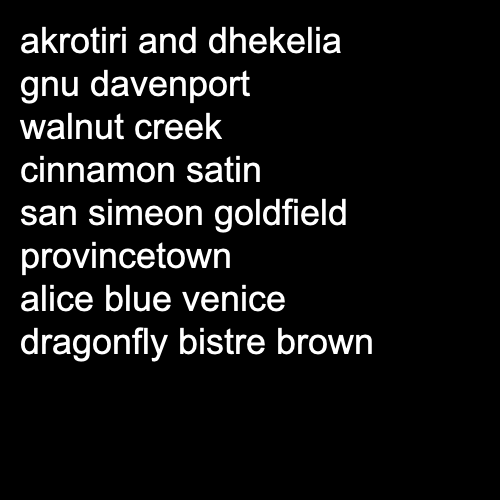 akrotiri and dhekelia
gnu davenport
walnut creek
cinnamon satin
san simeon goldfield
provincetown
alice blue venice
dragonfly bistre brown